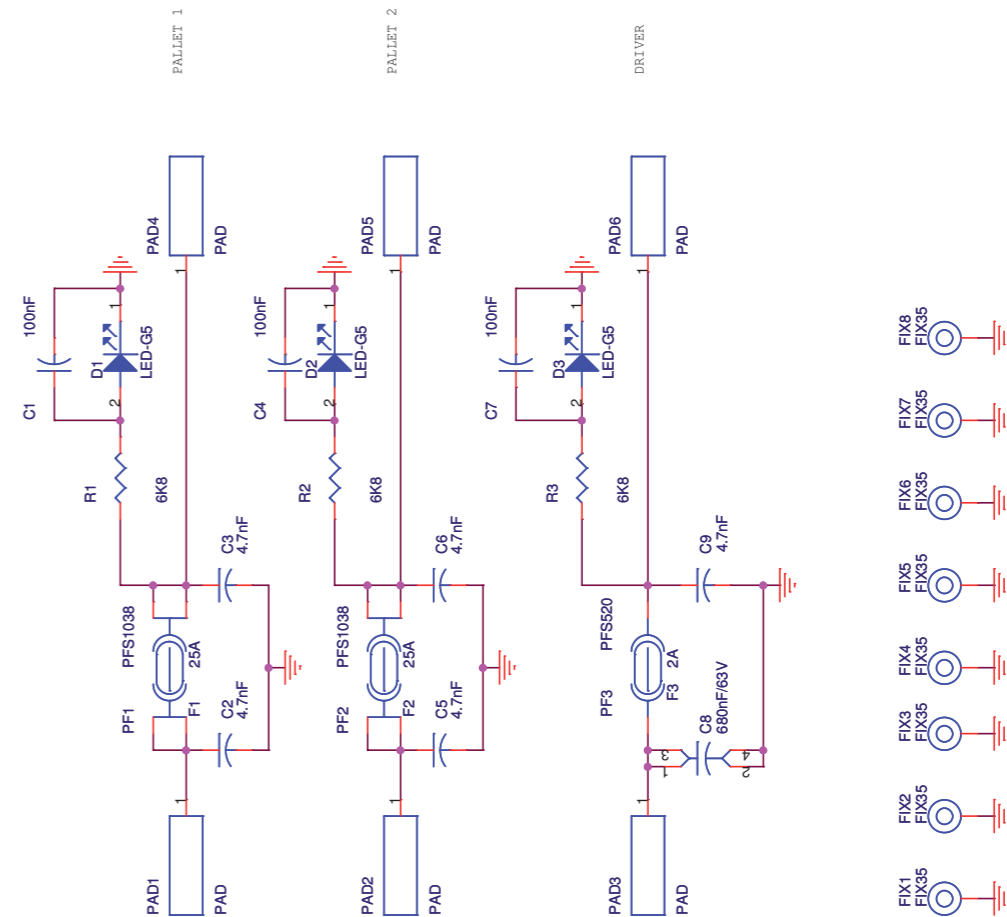 PALLET 1
PAD4
PAD
1
100nF
C1
D1
LED-G5
1
2
R1
6K8
C3
4.7nF
PFS1038
25A
PF1
F1
C2
4.7nF
1
PAD1
PAD
PALLET 2
PAD5
PAD
1
100nF
C4
D2
LED-G5
1
2
R2
6K8
C6
4.7nF
PFS1038
25A
PF2
F2
C5
4.7nF
1
PAD2
PAD
DRIVER
PAD6
PAD
1
100nF
C7
D3
LED-G5
1
2
R3
6K8
C9
4.7nF
PFS520
2A
PF3
F3
C8
680nF/63V
3
1
4
2
1
PAD3
PAD
FIX8
FIX35
FIX7
FIX35
FIX6
FIX35
FIX5
FIX35
FIX4
FIX35
FIX3
FIX35
FIX2
FIX35
FIX1
FIX35